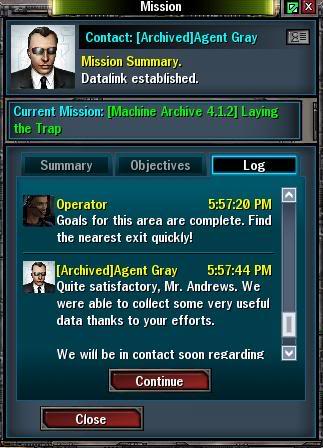 Mission
Contact: [Archived]Agent Gray
Mission Summary.
Datalink established.
Current Mission: [Machine Archive 4.1.2] Laying
the Trap
Summary
Objectives
Log
Operator 5:57:20 PM
Goals for this area are complete. Find
the nearest exit quickly!
[Archived]Agent Gray 5:57:44 PM
Quite satisfactory, Mr. Andrews. We
were able to collect some very useful
data thanks to your efforts.
We will be in contact soon regarding
Continue
Close